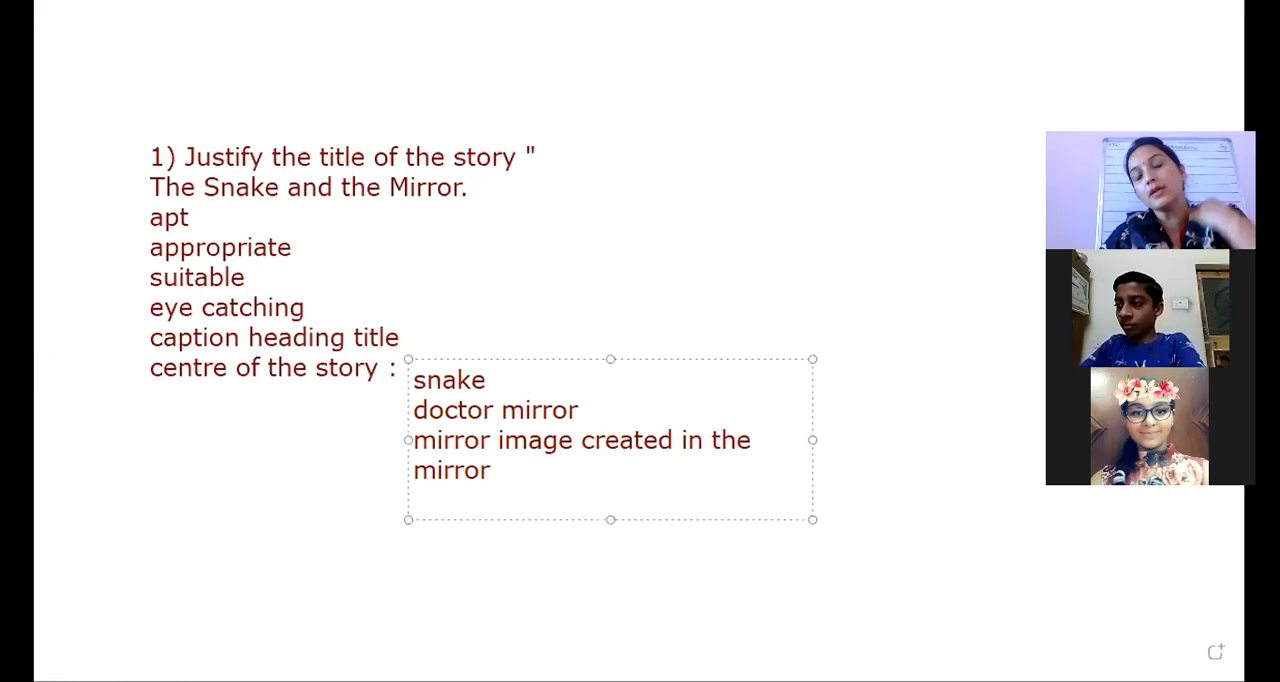 1) Justify the title of the story "
The Snake and the Mirror.
apt
appropriate
suitable
eye catching
caption heading title
centre of the story :
snake
doctor mirror
mirror image created in the
mirror